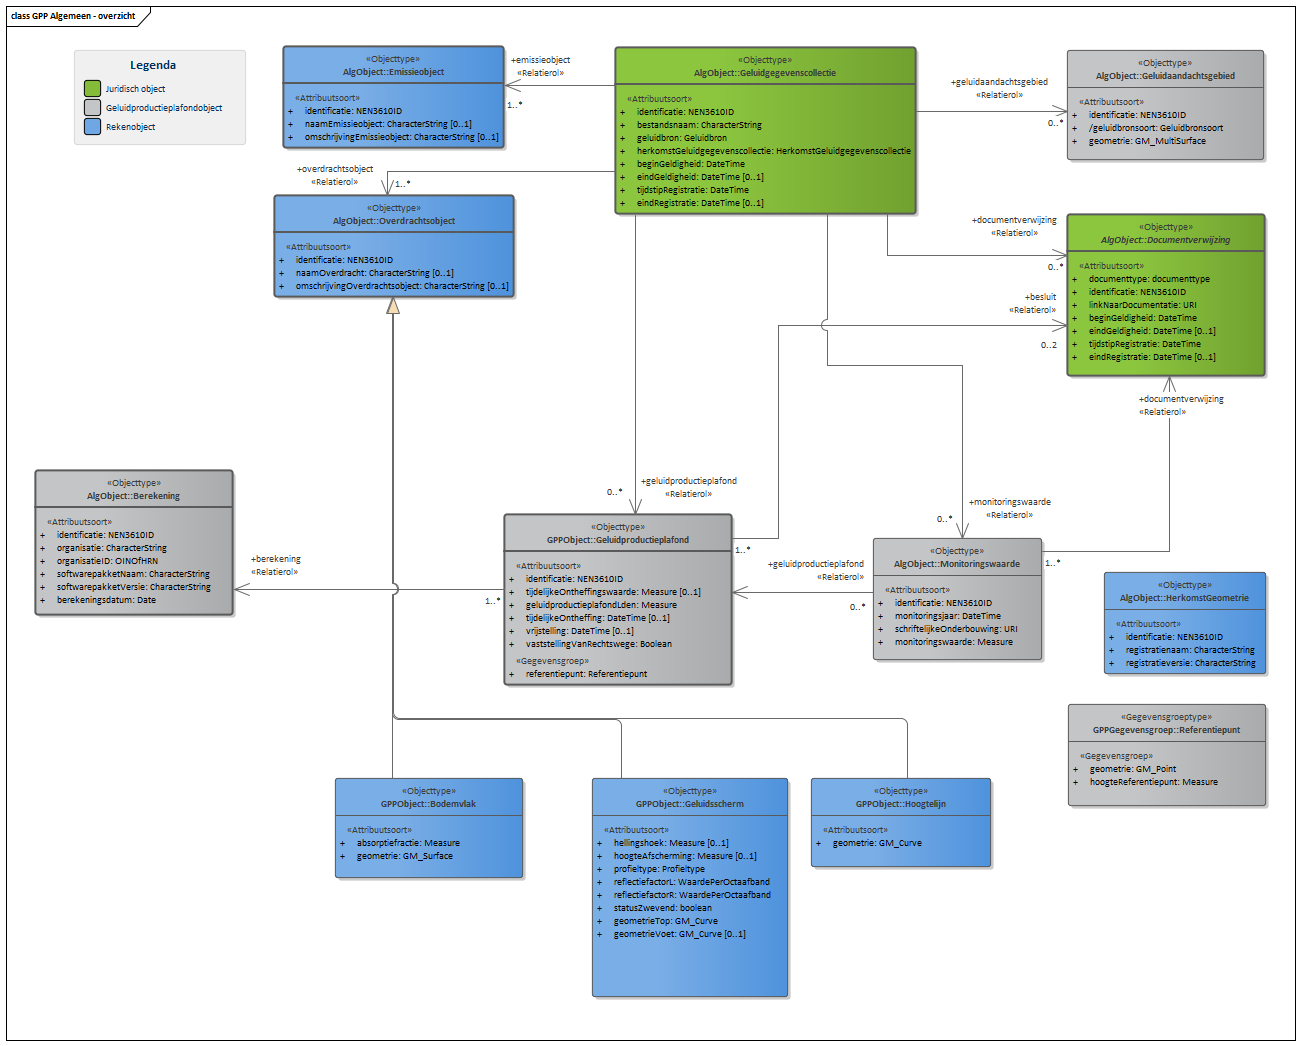 class GPP Algemeen - overzicht
Legenda
Juridisch object
Geluidproductieplafondobject
Rekenobject
«Objecttype»
AlgObject::Emissieobject
«Attribuutsoort»
+ identificatie: NEN3610ID
+ naamEmissieobject: CharacterString [0..1]
+ omschrijvingEmissieobject: CharacterString [0..1]
+emissieobject
«Relatierol»
1..*
«Objecttype»
AlgObject::Geluidgegevenscollectie
«Attribuutsoort»
+ identificatie: NEN3610ID
+ bestandsnaam: CharacterString
+ geluidbron: Geluidbron
+ herkomstGeluidgegevenscollectie: HerkomstGeluidgegevenscollectie
+ beginGeldigheid: DateTime
+ eindGeldigheid: DateTime [0..1]
+ tijdstipRegistratie: DateTime
+ eindRegistratie: DateTime [0..1]
+geluidaandachtsgebied
«Relatierol»
0..*
«Objecttype»
AlgObject::Geluidaandachtsgebied
«Attribuutsoort»
+ identificatie: NEN3610ID
+ /geluidbronsoort: Geluidbronsoort
+ geometrie: GM_MultiSurface
+overdrachtsobject
«Relatierol»
1..*
«Objecttype»
AlgObject::Overdrachtsobject
«Attribuutsoort»
+ identificatie: NEN3610ID
+ naamOverdracht: CharacterString [0..1]
+ omschrijvingOverdrachtsobject: CharacterString [0..1]
+documentverwijzing
«Relatierol»
0..*
«Objecttype»
AlgObject::Documentverwijzing
«Attribuutsoort»
+ documenttype: documenttype
+ identificatie: NEN3610ID
+ linkNaarDocumentatie: URI
+ beginGeldigheid: DateTime
+ eindGeldigheid: DateTime [0..1]
+ tijdstipRegistratie: DateTime
+ eindRegistratie: DateTime [0..1]
+besluit
«Relatierol»
0..2
+documentverwijzing
«Relatierol»
«Objecttype»
AlgObject::Berekening
«Attribuutsoort»
+ identificatie: NEN3610ID
+ organisatie: CharacterString
+ organisatieID: OINOfHRN
+ softwarepakketNaam: CharacterString
+ softwarepakketVersie: CharacterString
+ berekeningsdatum: Date
+berekening
«Relatierol»
1..*
+geluidproductieplafond
«Relatierol»
0..*
«Objecttype»
GPPObject::Geluidproductieplafond
«Attribuutsoort»
+ identificatie: NEN3610ID
+ tijdelijkeOntheffingswaarde: Measure [0..1]
+ geluidproductieplafondLden: Measure
+ tijdelijkeOntheffing: DateTime [0..1]
+ vrijstelling: DateTime [0..1]
+ vaststellingVanRechtswege: Boolean
«Gegevensgroep»
+ referentiepunt: Referentiepunt
1..*
+geluidproductieplafond
«Relatierol»
0..*
+monitoringswaarde
«Relatierol»
0..*
«Objecttype»
AlgObject::Monitoringswaarde
«Attribuutsoort»
+ identificatie: NEN3610ID
+ monitoringsjaar: DateTime
+ schriftelijkeOnderbouwing: URI
+ monitoringswaarde: Measure
1..*
«Objecttype»
AlgObject::HerkomstGeometrie
«Attribuutsoort»
+ identificatie: NEN3610ID
+ registratienaam: CharacterString
+ registratieversie: CharacterString
«Gegevensgroeptype»
GPPGegevensgroep::Referentiepunt
«Gegevensgroep»
+ geometrie: GM_Point
+ hoogteReferentiepunt: Measure
«Objecttype»
GPPObject::Bodemvlak
«Attribuutsoort»
+ absorptiefractie: Measure
+ geometrie: GM_Surface
«Objecttype»
GPPObject::Geluidsscherm
«Attribuutsoort»
+ hellingshoek: Measure [0..1]
+ hoogteAfscherming: Measure [0..1]
+ profieltype: Profieltype
+ reflectiefactorL: WaardePerOctaafband
+ reflectiefactorR: WaardePerOctaafband
+ statusZwevend: boolean
+ geometrieTop: GM_Curve
+ geometrieVoet: GM_Curve [0..1]
«Objecttype»
GPPObject::Hoogtelijn
«Attribuutsoort»
+ geometrie: GM_Curve